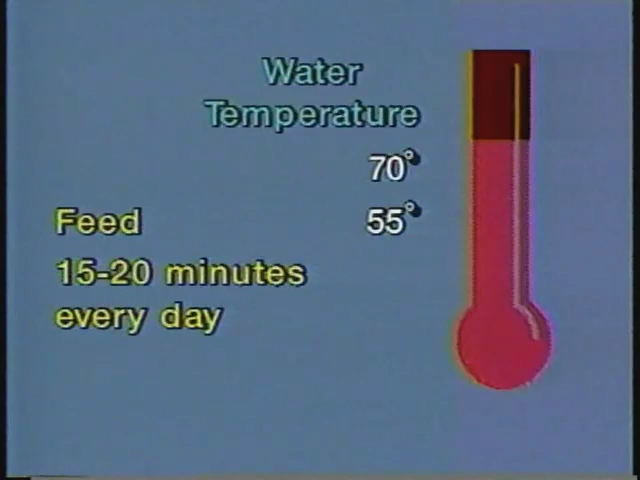 Water
Temperature
70°
Feed 55°
15-20 minutes
every day